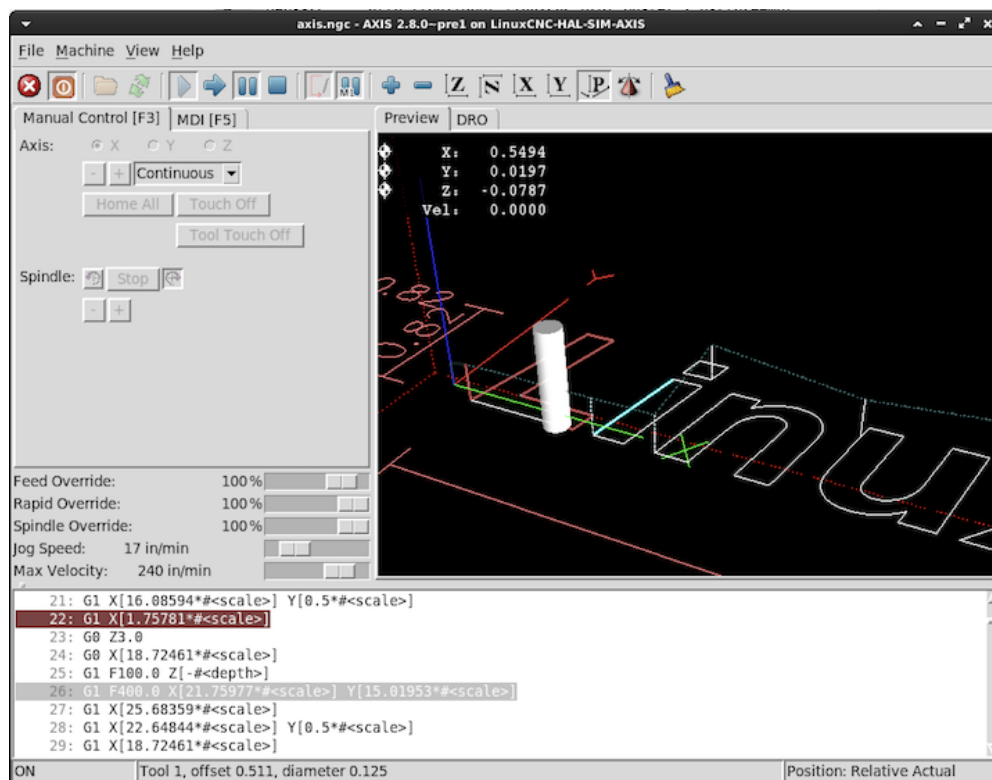 axis.ngc - AXIS 2.8.0~pre1 on LinuxCNC-HAL-SIM-AXIS
File Machine View Help
Z N X Y P
Manual Control [F3] MDI [F5]
Axis: X Y Z
- + Continuous
Home All Touch Off
Tool Touch Off
Spindle: Stop
- +
Feed Override: 100 %
Rapid Override: 100 %
Spindle Override: 100 %
Jog Speed: 17 in/min
Max Velocity: 240 in/min
Preview DRO
X: 0.5494
Y: 0.0197
Z: -0.0787
Vel: 0.0000
Linu
21: G1 X[16.08594*#<scale>] Y[0.5*#<scale>]
22: G1 X[1.75781*#<scale>]
23: G0 Z3.0
24: G0 X[18.72461*#<scale>]
25: G1 F100.0 Z[-#<depth>]
26: G1 F400.0 X[21.75977*#<scale>] Y[15.01953*#<scale>]
27: G1 X[25.68359*#<scale>]
28: G1 X[22.64844*#<scale>] Y[0.5*#<scale>]
29: G1 X[18.72461*#<scale>]
ON Tool 1, offset 0.511, diameter 0.125 Position: Relative Actual